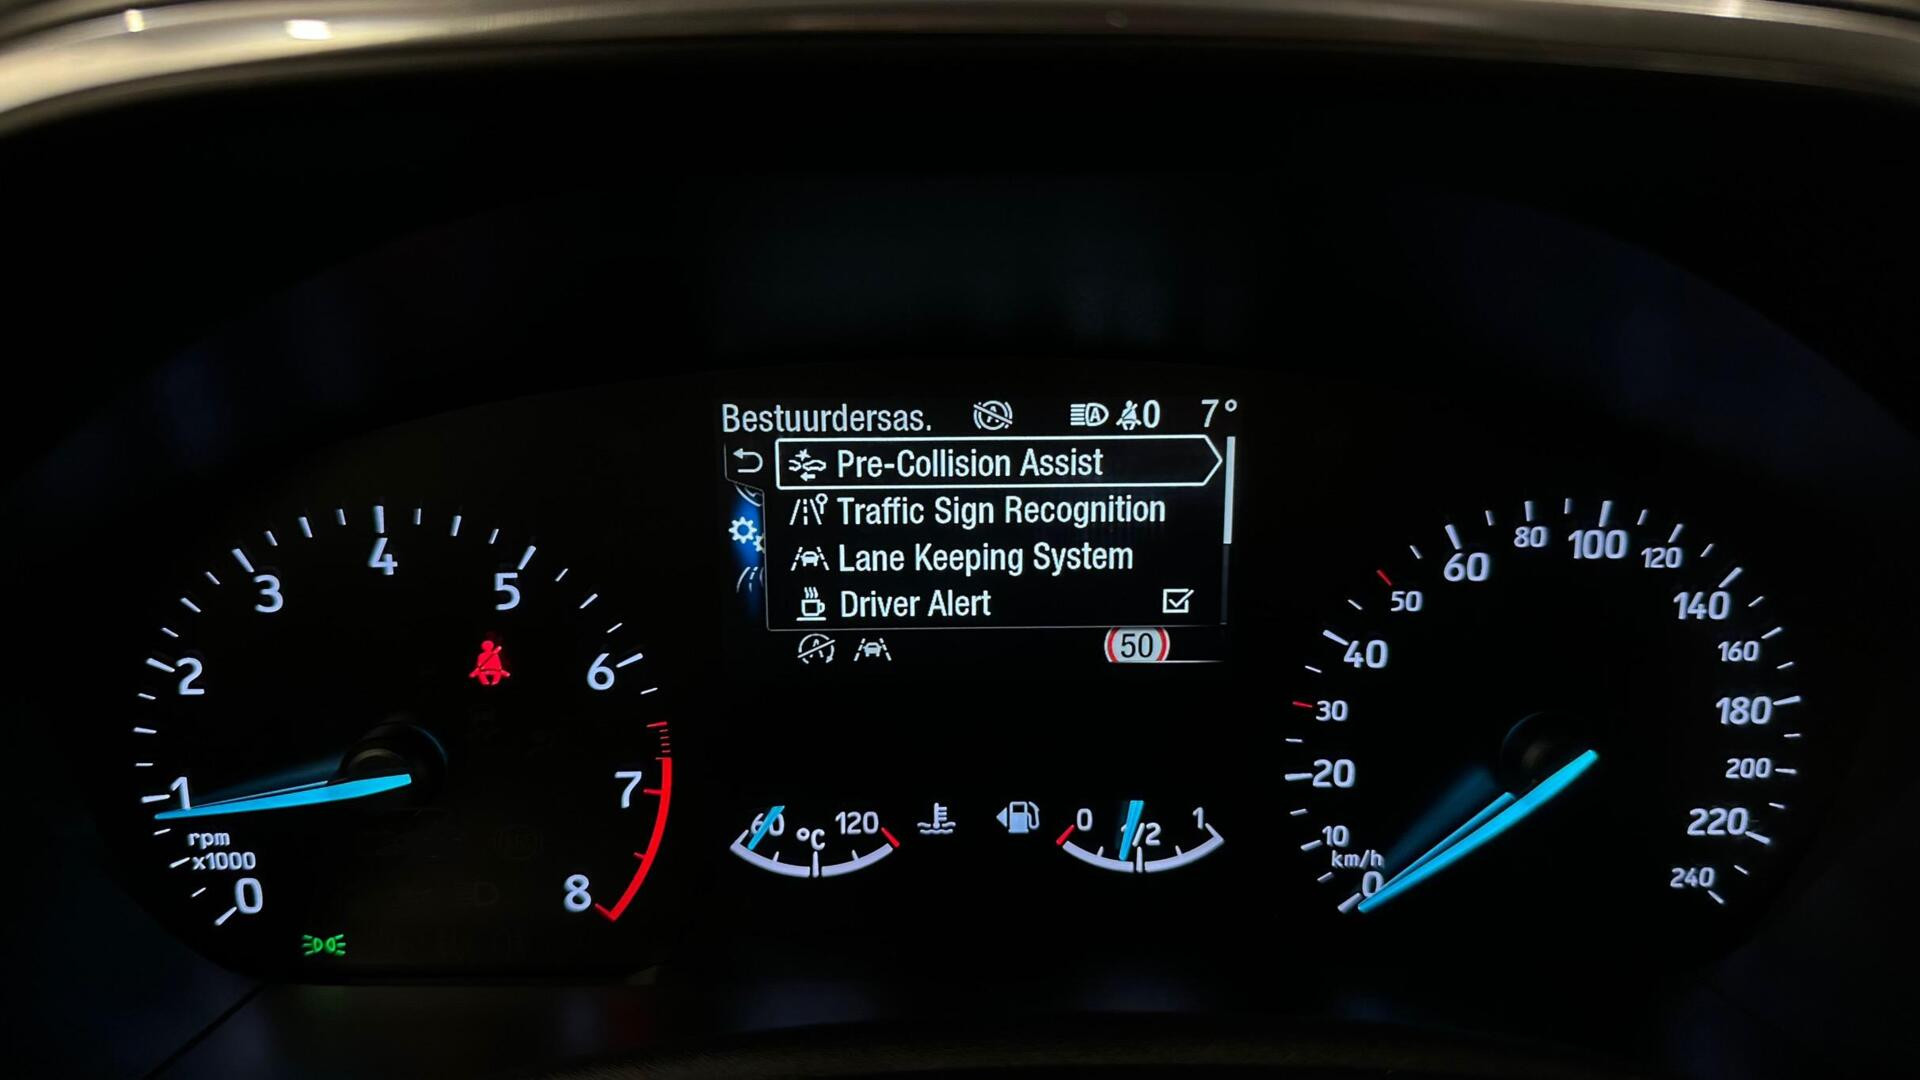 Bestuurdersas. 0 7°
Pre-Collision Assist
Traffic Sign Recognition
Lane Keeping System
Driver Alert
50
1
2
3
4
5
6
7
8
rpm
x1000
0
60 °C 120
0 1/2 1
0
km/h
10
20
30
40
50
60
80
100
120
140
160
180
200
220
240